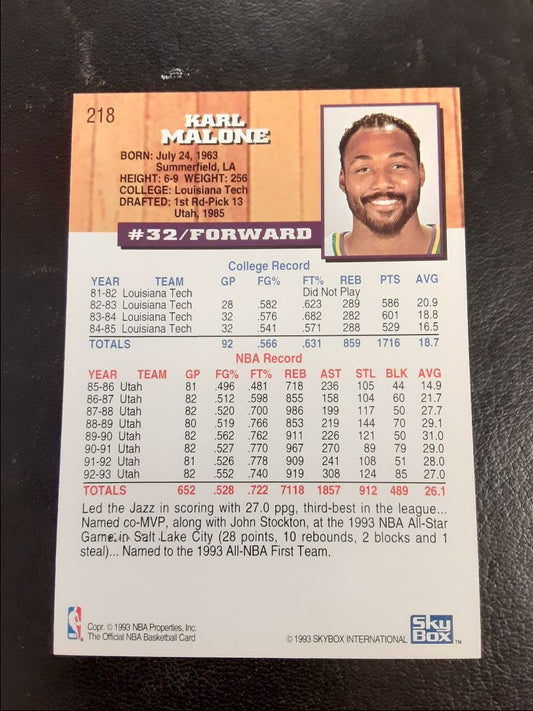 218
KARL
MALONE
BORN: July 24, 1963
Summerfield, LA
HEIGHT: 6-9 WEIGHT: 256
COLLEGE: Louisiana Tech
DRAFTED: 1st Rd-Pick 13
Utah, 1985
#32/FORWARD
College Record
YEAR TEAM GP FG% FT% REB PTS AVG
81-82 Louisiana Tech Did Not Play
82-83 Louisiana Tech 28 .582 .623 289 586 20.9
83-84 Louisiana Tech 32 .576 .682 282 601 18.8
84-85 Louisiana Tech 32 .541 .571 288 529 16.5
TOTALS 92 .566 .631 859 1716 18.7
NBA Record
YEAR TEAM GP FG% FT% REB AST STL BLK AVG
85-86 Utah 81 .496 .481 718 236 105 44 14.9
86-87 Utah 82 .512 .598 855 158 104 60 21.7
87-88 Utah 82 .520 .700 986 199 117 50 27.7
88-89 Utah 80 .519 .766 853 219 144 70 29.1
89-90 Utah 82 .562 .762 911 226 121 50 31.0
90-91 Utah 82 .527 .770 967 270 89 79 29.0
91-92 Utah 81 .526 .778 909 241 108 51 28.0
92-93 Utah 82 .552 .740 919 308 124 85 27.0
TOTALS 652 .528 .722 7118 1857 912 489 26.1
Led the Jazz in scoring with 27.0 ppg, third-best in the league...
Named co-MVP, along with John Stockton, at the 1993 NBA All-Star
Game in Salt Lake City (28 points, 10 rebounds, 2 blocks and 1
steal)... Named to the 1993 All-NBA First Team.
NBA
Copr. © 1993 NBA Properties, Inc.
The Official NBA Basketball Card
© 1993 SKYBOX INTERNATIONAL
Sky
Box
TM